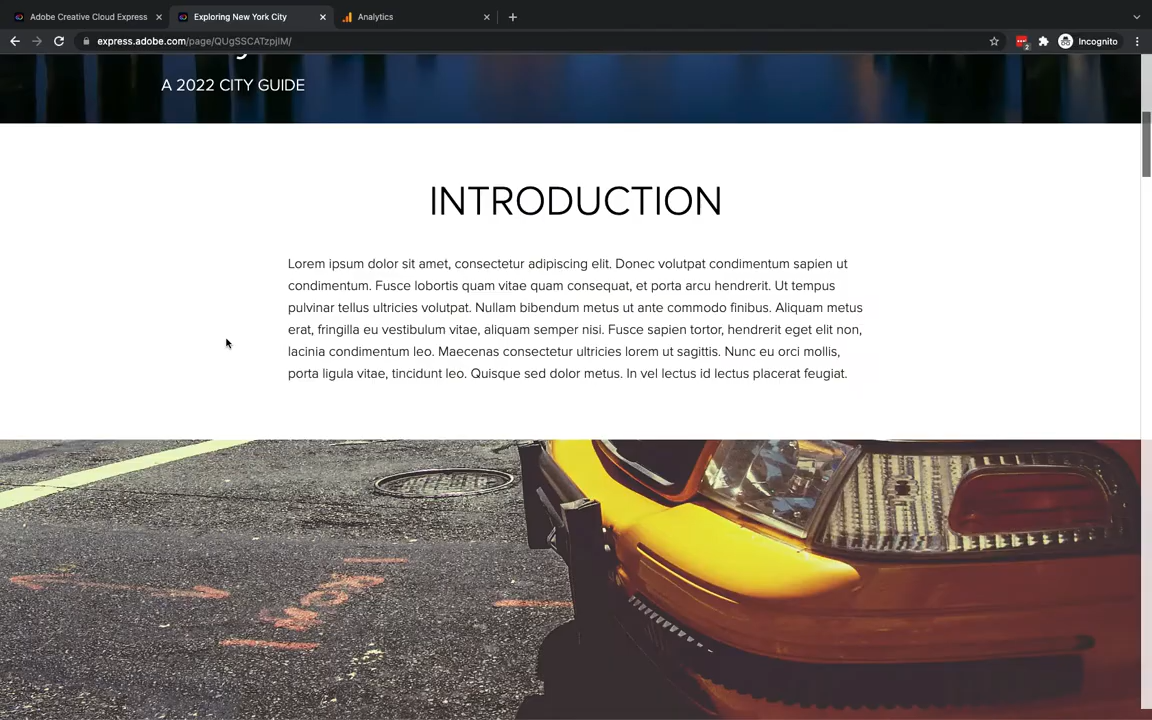 Adobe Creative Cloud Express
Exploring New York City
Analytics
express.adobe.com/page/QUgSSCATzpjIM/
2
Incognito
A 2022 CITY GUIDE
INTRODUCTION
Lorem ipsum dolor sit amet, consectetur adipiscing elit. Donec volutpat condimentum sapien ut
condimentum. Fusce lobortis quam vitae quam consequat, et porta arcu hendrerit. Ut tempus
pulvinar tellus ultricies volutpat. Nullam bibendum metus ut ante commodo finibus. Aliquam metus
erat, fringilla eu vestibulum vitae, aliquam semper nisi. Fusce sapien tortor, hendrerit eget elit non,
lacinia condimentum leo. Maecenas consectetur ultricies lorem ut sagittis. Nunc eu orci mollis,
porta ligula vitae, tincidunt leo. Quisque sed dolor metus. In vel lectus id lectus placerat feugiat.